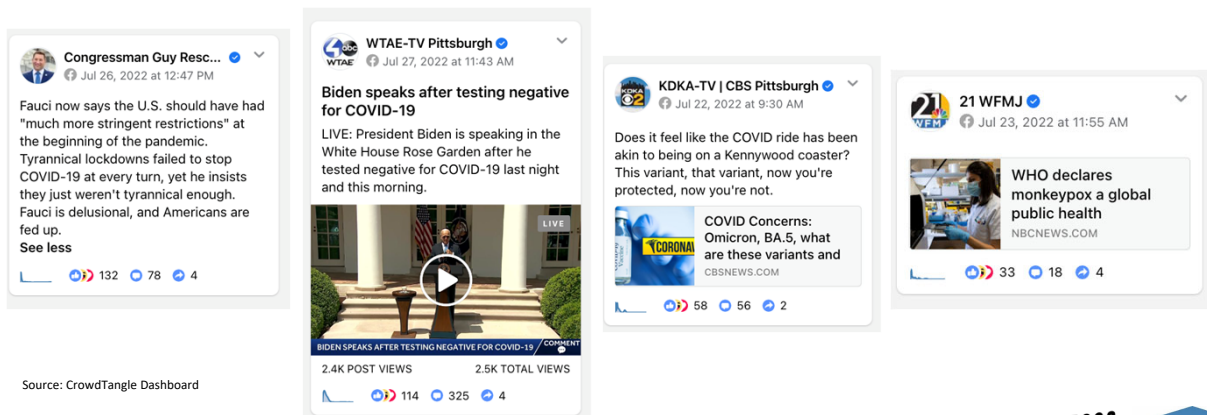 Congressman Guy Resc...
Jul 26, 2022 at 12:47 PM
Fauci now says the U.S. should have had
"much more stringent restrictions" at
the beginning of the pandemic.
Tyrannical lockdowns failed to stop
COVID-19 at every turn, yet he insists
they just weren't tyrannical enough.
Fauci is delusional, and Americans are
fed up.
See less
132 78 4
4 abc
WTAE
WTAE-TV Pittsburgh
Jul 27, 2022 at 11:43 AM
Biden speaks after testing negative
for COVID-19
LIVE: President Biden is speaking in the
White House Rose Garden after he
tested negative for COVID-19 last night
and this morning.
LIVE
BIDEN SPEAKS AFTER TESTING NEGATIVE FOR COVID-19
COMMENT
2.4K POST VIEWS 2.5K TOTAL VIEWS
114 325 4
KDKA
2
KDKA-TV | CBS Pittsburgh
Jul 22, 2022 at 9:30 AM
Does it feel like the COVID ride has been
akin to being on a Kennywood coaster?
This variant, that variant, now you're
protected, now you're not.
CORONA
COVID Concerns:
Omicron, BA.5, what
are these variants and
CBSNEWS.COM
58 56 2
21
WFM
21 WFMJ
Jul 23, 2022 at 11:55 AM
WHO declares
monkeypox a global
public health
NBCNEWS.COM
33 18 4
Source: CrowdTangle Dashboard